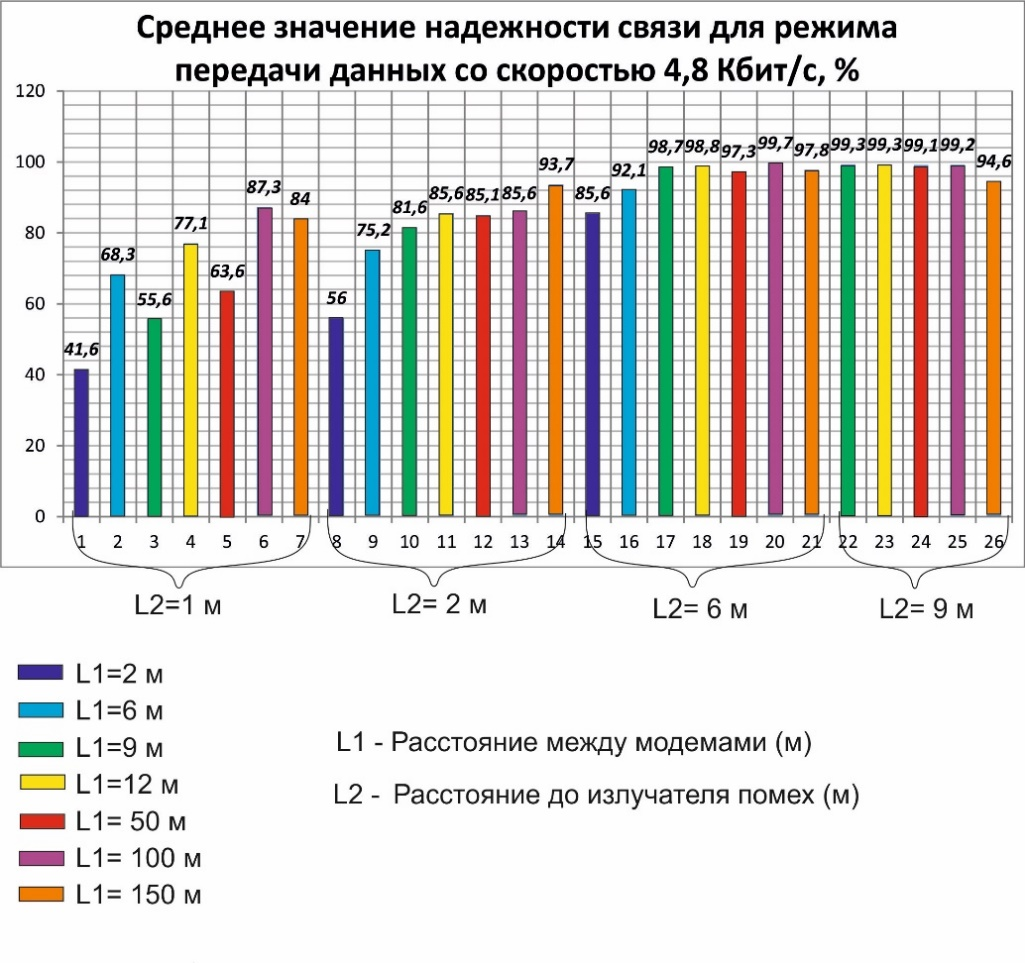 Среднее значение надежности связи для режима
передачи данных со скоростью 4,8 Кбит/с, %
120
100
80
60
40
20
0
41,6 68,3 55,6 77,1 63,6 87,3 84 56 75,2 81,6 85,6 85,1 85,6 93,7 85,6 92,1 98,7 98,8 97,3 99,7 97,8 99,3 99,3 99,1 99,2 94,6
1 2 3 4 5 6 7 8 9 10 11 12 13 14 15 16 17 18 19 20 21 22 23 24 25 26
L2=1 м L2= 2 м L2= 6 м L2= 9 м
L1=2 м
L1=6 м
L1=9 м
L1=12 м
L1= 50 м
L1= 100 м
L1= 150 м
L1 - Расстояние между модемами (м)
L2 - Расстояние до излучателя помех (м)